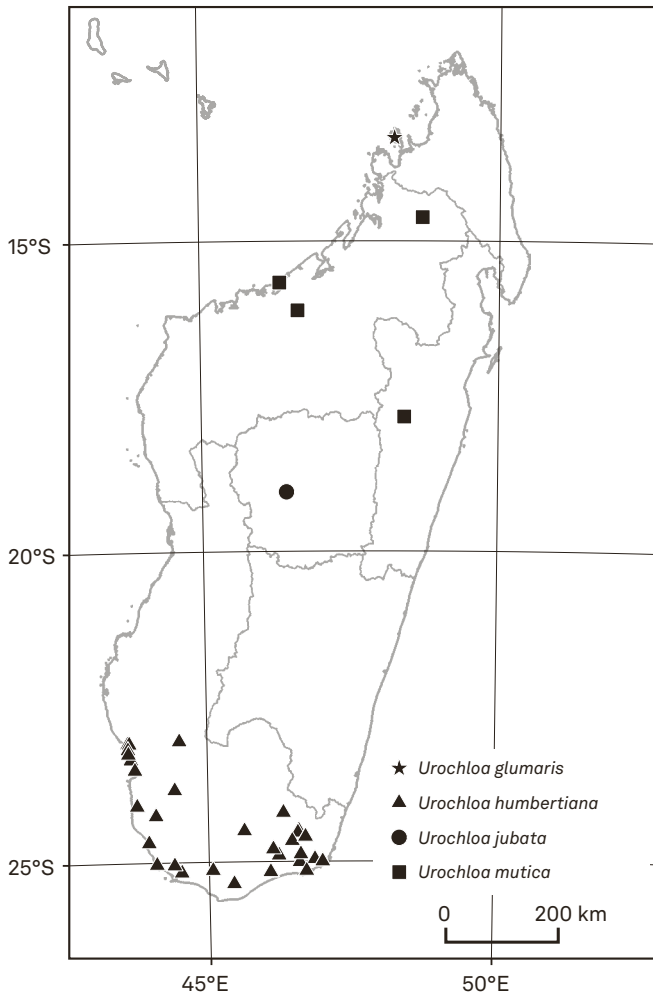 15°S
20°S
25°S
Urochloa glumaris
Urochloa humbertiana
Urochloa jubata
Urochloa mutica
0 200 km
45°E 50°E